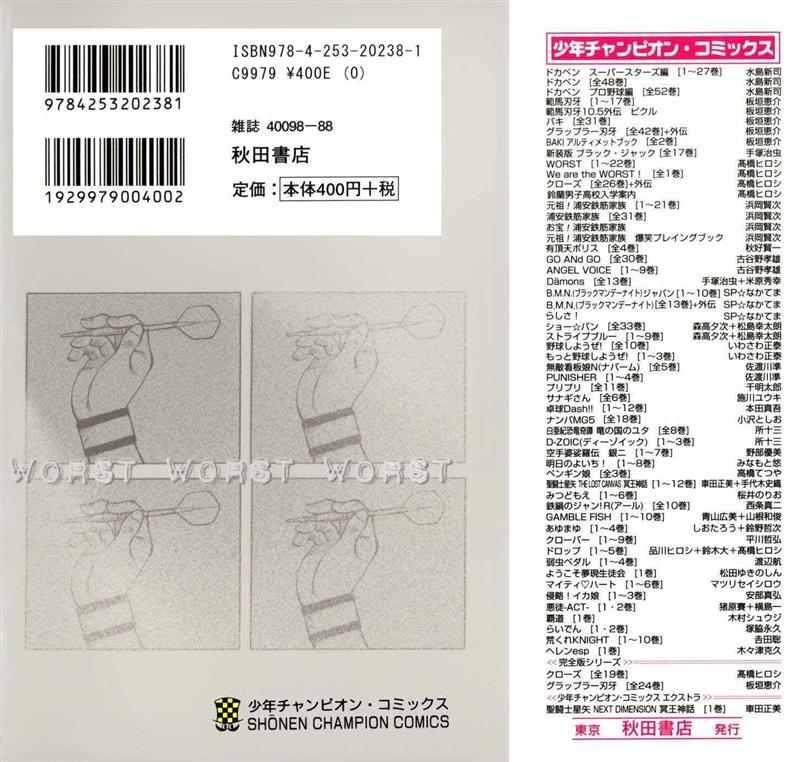 ISBN978-4-253-20238-1
C9979 ¥400E (0)
9784253202381
雑誌 40098-88
秋田書店
定価：本体400円+税
1929979004002
WORST WORST WORST
少年チャンピオン・コミックス
SHŌNEN CHAMPION COMICS
少年チャンピオン・コミックス
ドカベン スーパースターズ編 [1~27巻] 水島新司
ドカベン [全48巻] 水島新司
ドカベン プロ野球編 [全52巻] 水島新司
範馬刃牙 [1~17巻] 板垣恵介
範馬刃牙10.5外伝 ピクル 板垣恵介
バキ [全31巻] 板垣恵介
グラップラー刃牙 [全42巻]+外伝 板垣恵介
BAKI アルティメットブック [全2巻] 板垣恵介
新装版 ブラック・ジャック [全17巻] 手塚治虫
WORST [1~22巻] 髙橋ヒロシ
We are the WORST! [全1巻] 髙橋ヒロシ
クローズ [全26巻]+外伝 髙橋ヒロシ
鈴蘭男子高校入学案内 髙橋ヒロシ
元祖!浦安鉄筋家族 [1~21巻] 浜岡賢次
浦安鉄筋家族 [全31巻] 浜岡賢次
お宝!浦安鉄筋家族 浜岡賢次
元祖!浦安鉄筋家族 爆笑プレイングブック 浜岡賢次
有頂天ポリス [全4巻] 秋好賢一
GO ANd GO [全30巻] 古谷野孝雄
ANGEL VOICE [1~9巻] 古谷野孝雄
Dämons [全13巻] 手塚治虫+米原秀幸
B.M.N.(ブラックマンデーナイト)ジャパン [1~10巻] SP☆なかてま
B.M.N.(ブラックマンデーナイト) [全13巻]+外伝 SP☆なかてま
らしさ! SP☆なかてま
ショー☆バン [全33巻] 森高夕次+松島幸太朗
ストライプブルー [1~9巻] 森高夕次+松島幸太朗
野球しようぜ! [全10巻] いわさわ正泰
もっと野球しようぜ! [1~3巻] いわさわ正泰
無敵看板娘N(ナパーム) [全5巻] 佐渡川準
PUNISHER [1~4巻] 佐渡川準
プリプリ [全11巻] 千明太郎
サナギさん [全6巻] 施川ユウキ
卓球Dash!! [1~12巻] 本田真吾
ナンバMG5 [全18巻] 小沢としお
白亜紀恐竜奇譚 竜の国のユタ [全8巻] 所十三
D-ZOIC(ディーゾイック) [1~3巻] 所十三
空手婆娑羅伝 銀二 [1~7巻] 野部優美
明日のよいち! [1~8巻] みなもと悠
ペンギン娘 [全3巻] 高橋てつや
聖闘士星矢 THE LOST CANVAS 冥王神話 [1~12巻] 車田正美+手代木史織
みつどもえ [1~6巻] 桜井のりお
鉄鍋のジャン!R(アール) [全10巻] 西条真二
GAMBLE FISH [1~10巻] 青山広美+山根和俊
あゆまゆ [1~4巻] しおたろう+鈴野哲次
クローバー [1~9巻] 平川哲弘
ドロップ [1~5巻] 品川ヒロシ+鈴木大+髙橋ヒロシ
弱虫ペダル [1~4巻] 渡辺航
ようこそ夢現生徒会 [1巻] 松田ゆきのしん
マイティ♡ハート [1~6巻] マツリセイシロウ
侵略!イカ娘 [1~3巻] 安部真弘
悪徒-ACT- [1・2巻] 猪原賽+横島一
覇道 [1巻] 木村シュウジ
らいでん [1・2巻] 塚脇永久
荒くれKNIGHT [1~10巻] 吉田聡
ヘレンesp [1巻] 木々津克久
<<完全版シリーズ>>
クローズ [全19巻] 髙橋ヒロシ
グラップラー刃牙 [全24巻] 板垣恵介
<<少年チャンピオン・コミックス エクストラ>>
聖闘士星矢 NEXT DIMENSION 冥王神話 [1巻] 車田正美
東京 秋田書店 発行